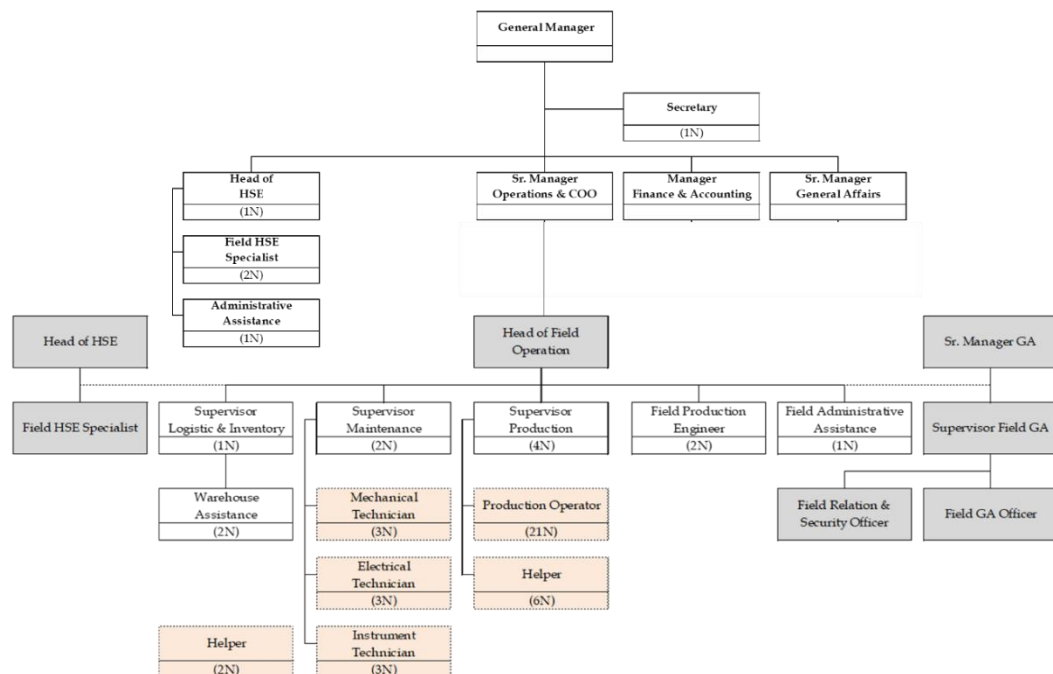 General Manager
Secretary
(1N)
Head of
HSE
(1N)
Sr. Manager
Operations & COO
Manager
Finance & Accounting
Sr. Manager
General Affairs
Field HSE
Specialist
(2N)
Administrative
Assistance
(1N)
Head of HSE
Head of Field
Operation
Sr. Manager GA
Field HSE Specialist
Supervisor
Logistic & Inventory
(1N)
Supervisor
Maintenance
(2N)
Supervisor
Production
(4N)
Field Production
Engineer
(2N)
Field Administrative
Assistance
(1N)
Supervisor Field GA
Warehouse
Assistance
(2N)
Mechanical
Technician
(3N)
Production Operator
(21N)
Field Relation &
Security Officer
Field GA Officer
Electrical
Technician
(3N)
Helper
(6N)
Helper
(2N)
Instrument
Technician
(3N)